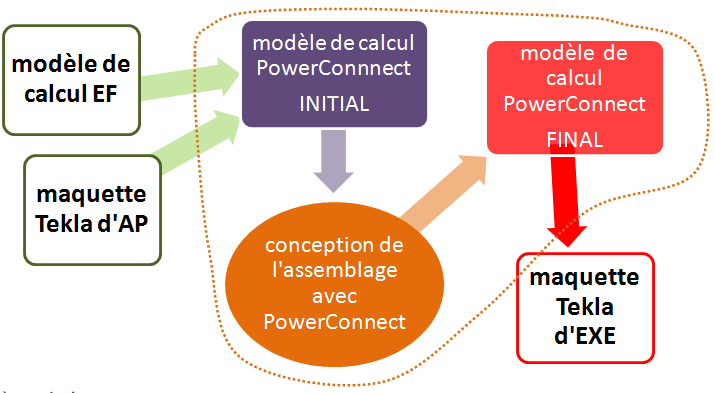 modèle de
calcul EF
maquette
Tekla d'AP
modèle de calcul
PowerConnnect
INITIAL
conception de
l'assemblage
avec
PowerConnect
modèle de
calcul
PowerConnect
FINAL
maquette
Tekla
d'EXE